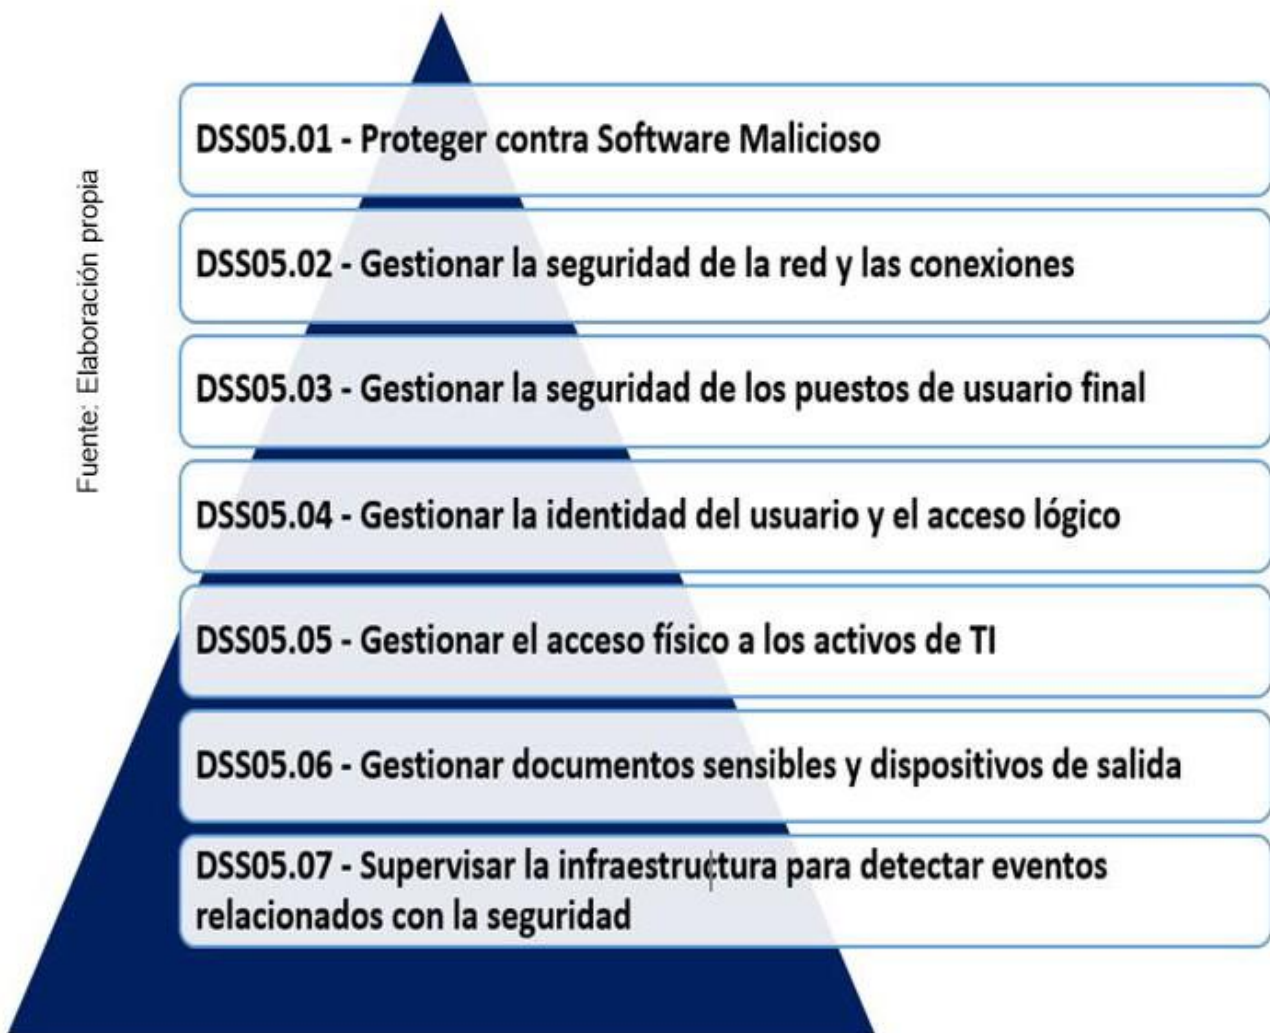 DSS05.01 - Proteger contra Software Malicioso
DSS05.02 - Gestionar la seguridad de la red y las conexiones
DSS05.03 - Gestionar la seguridad de los puestos de usuario final
DSS05.04 - Gestionar la identidad del usuario y el acceso lógico
DSS05.05 - Gestionar el acceso físico a los activos de TI
DSS05.06 - Gestionar documentos sensibles y dispositivos de salida
DSS05.07 - Supervisar la infraestructura para detectar eventos
relacionados con la seguridad
Fuente: Elaboración propia